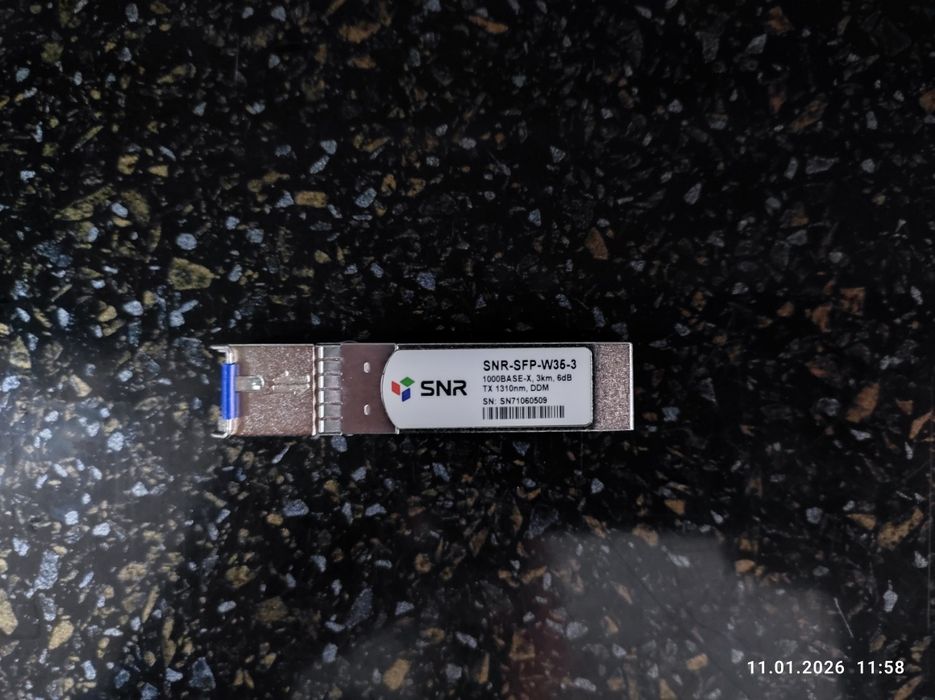 SNR
SNR-SFP-W35-3
1000BASE-X, 3km, 6dB
TX 1310nm, DDM
SN: SN71060509
11.01.2026 11:58